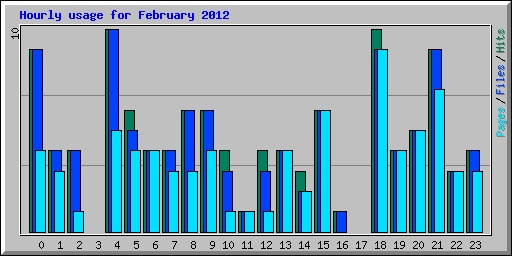 Hourly usage for February 2012
10
Pages / Files / Hits
0 1 2 3 4 5 6 7 8 9 10 11 12 13 14 15 16 17 18 19 20 21 22 23